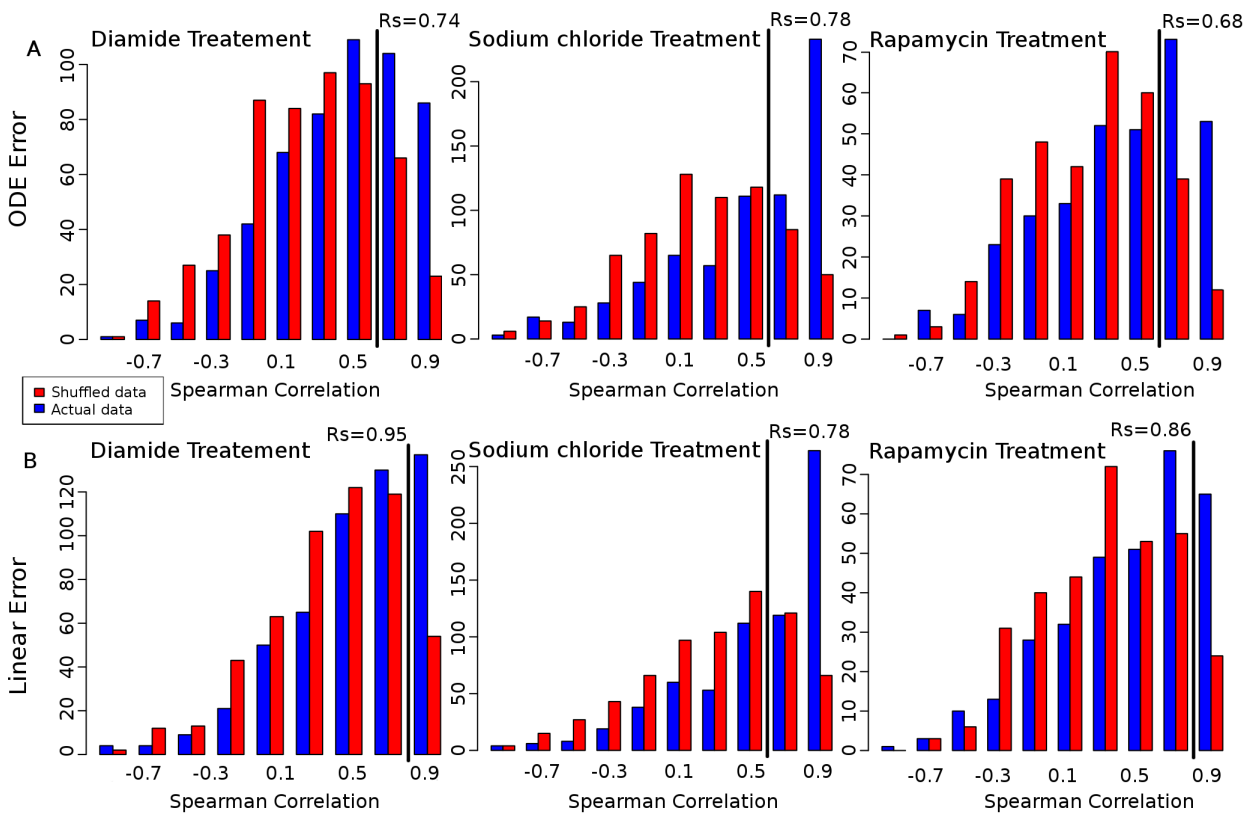 Rs=0.74 Rs=0.78 Rs=0.68
A Diamide Treatement Sodium chloride Treatment Rapamycin Treatment
ODE Error
0 20 40 60 80 100
0 50 100 150 200
0 10 20 30 40 50 60 70
-0.7 -0.3 0.1 0.5 0.9 -0.7 -0.3 0.1 0.5 0.9 -0.7 -0.3 0.1 0.5 0.9
Spearman Correlation Spearman Correlation Spearman Correlation
Shuffled data
Actual data
Rs=0.95 Rs=0.78 Rs=0.86
B Diamide Treatement Sodium chloride Treatment Rapamycin Treatment
Linear Error
0 20 40 60 80 100 120
0 50 100 150 200 250
0 10 20 30 40 50 60 70
-0.7 -0.3 0.1 0.5 0.9 -0.7 -0.3 0.1 0.5 0.9 -0.7 -0.3 0.1 0.5 0.9
Spearman Correlation Spearman Correlation Spearman Correlation